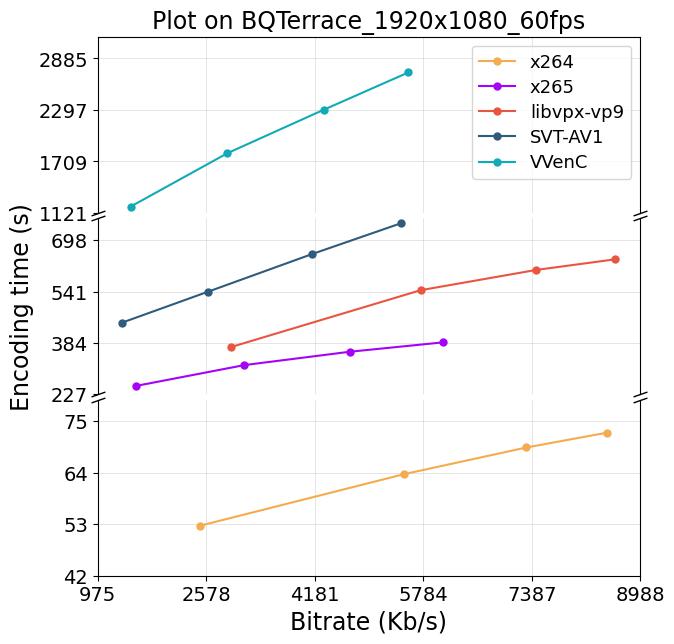 Plot on BQTerrace_1920x1080_60fps
x264
x265
libvpx-vp9
SVT-AV1
VVenC
2885
2297
1709
1121
698
541
384
227
75
64
53
42
Encoding time (s)
975 2578 4181 5784 7387 8988
Bitrate (Kb/s)